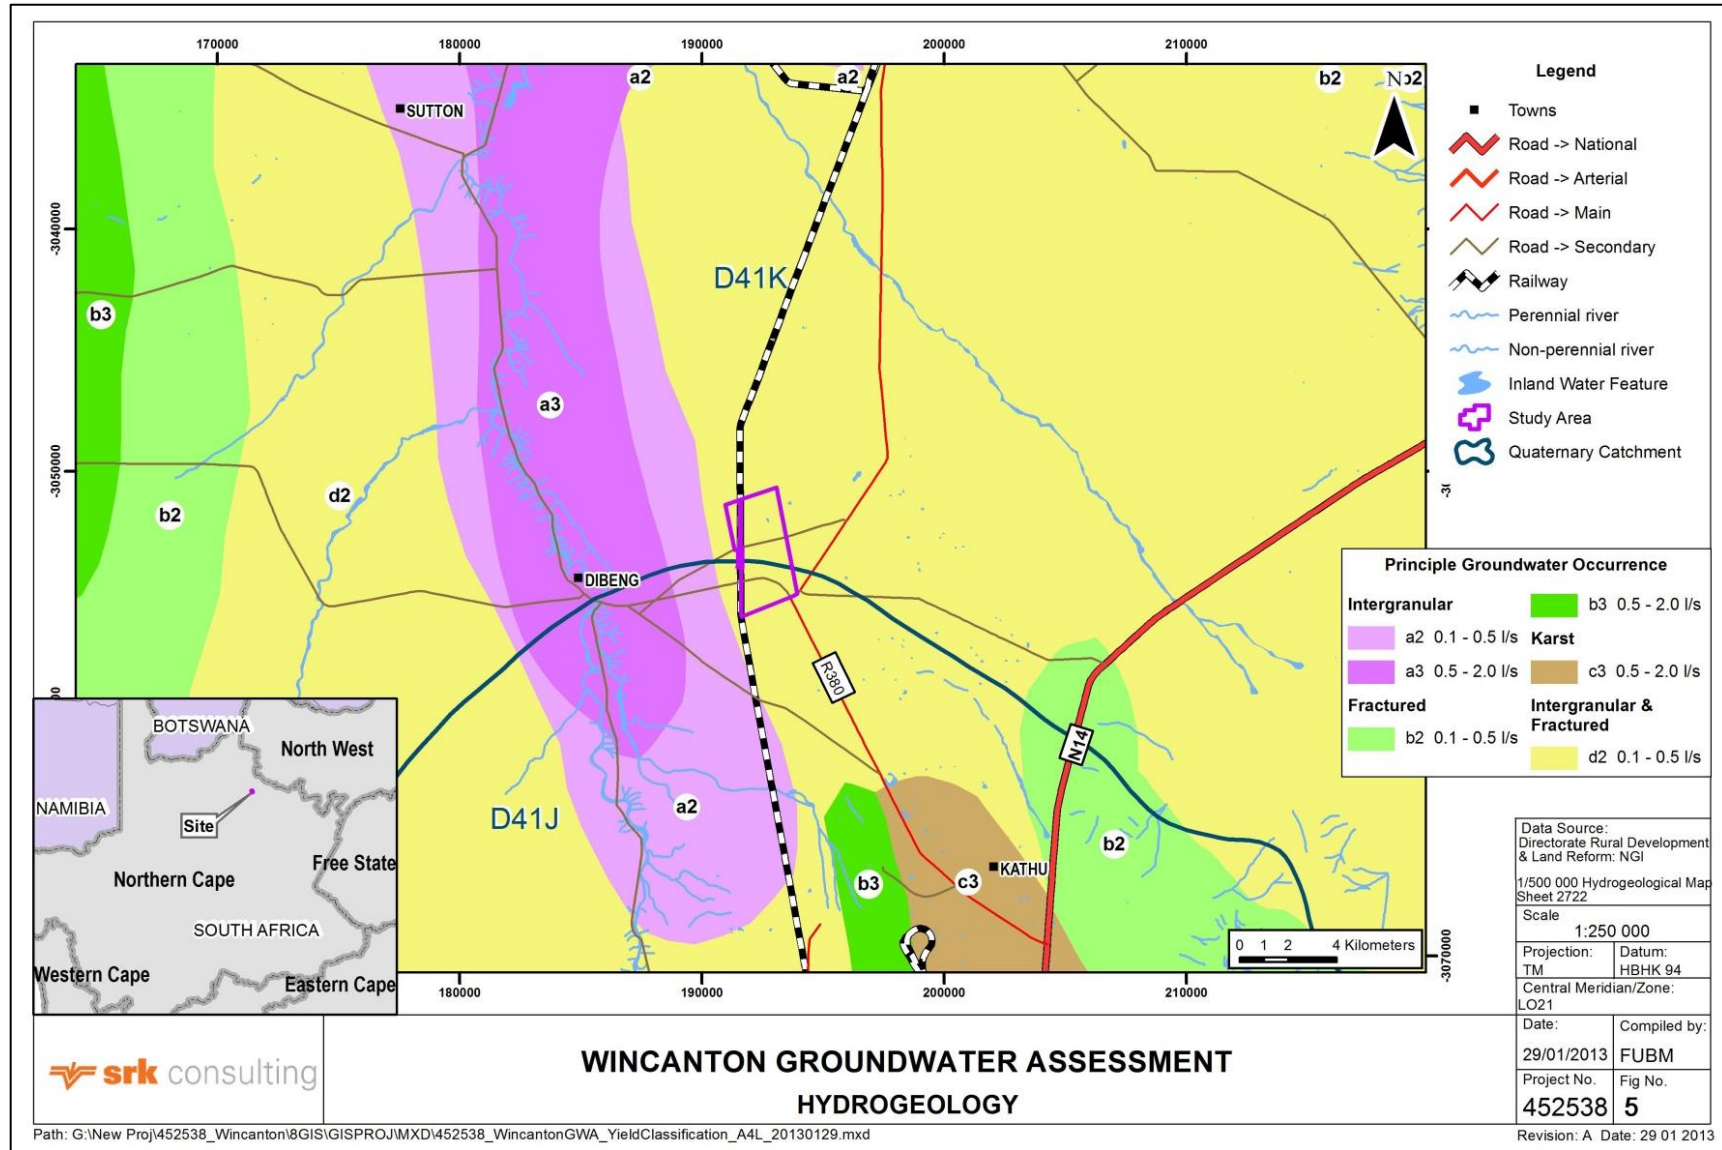 170000
180000
190000
200000
210000
a2
a2
b2
b2
N
SUTTON
-3040000
D41K
b3
a3
-3050000
d2
b2
DIBENG
R380
N14
D41J
a2
b3
c3
KATHU
b2
-3070000
0 1 2 4 Kilometers
180000
190000
200000
210000
Legend
Towns
Road -> National
Road -> Arterial
Road -> Main
Road -> Secondary
Railway
Perennial river
Non-perennial river
Inland Water Feature
Study Area
Quaternary Catchment
Principle Groundwater Occurrence
Intergranular
a2 0.1 - 0.5 l/s
a3 0.5 - 2.0 l/s
Fractured
b2 0.1 - 0.5 l/s
b3 0.5 - 2.0 l/s
Karst
c3 0.5 - 2.0 l/s
Intergranular &
Fractured
d2 0.1 - 0.5 l/s
BOTSWANA
North West
NAMIBIA
Site
Free State
Northern Cape
SOUTH AFRICA
Western Cape
Eastern Cape
Data Source:
Directorate Rural Development
& Land Reform: NGI
1/500 000 Hydrogeological Map
Sheet 2722
Scale
1:250 000
Projection:
TM
Datum:
HBHK 94
Central Meridian/Zone:
LO21
Date:
29/01/2013
Compiled by:
FUBM
Project No.
452538
Fig No.
5
srk consulting
WINCANTON GROUNDWATER ASSESSMENT
HYDROGEOLOGY
Path: G:\New Proj\452538_Wincanton\8GIS\GISPROJ\MXD\452538_WincantonGWA_YieldClassification_A4L_20130129.mxd
Revision: A Date: 29 01 2013